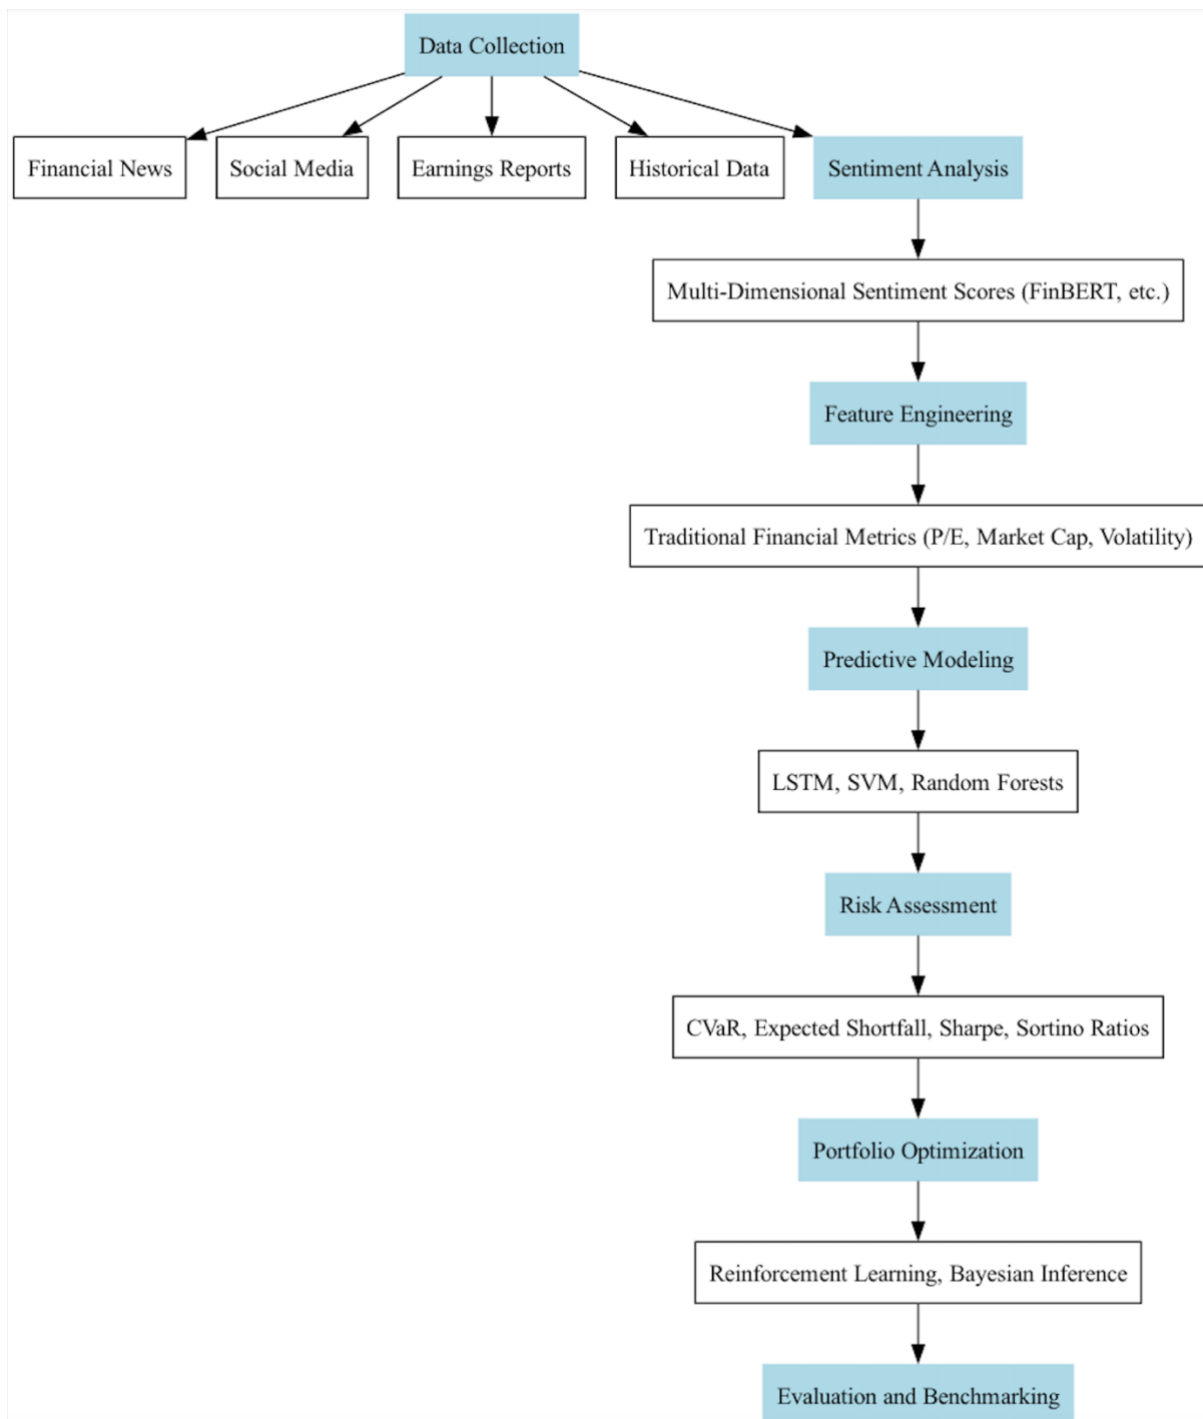 Data Collection
Financial News
Social Media
Earnings Reports
Historical Data
Sentiment Analysis
Multi-Dimensional Sentiment Scores (FinBERT, etc.)
Feature Engineering
Traditional Financial Metrics (P/E, Market Cap, Volatility)
Predictive Modeling
LSTM, SVM, Random Forests
Risk Assessment
CVaR, Expected Shortfall, Sharpe, Sortino Ratios
Portfolio Optimization
Reinforcement Learning, Bayesian Inference
Evaluation and Benchmarking